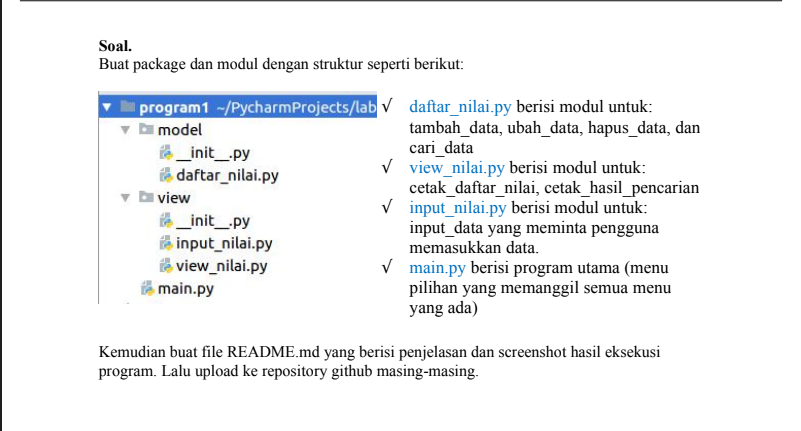 Soal.
Buat package dan modul dengan struktur seperti berikut:
program1 ~/PycharmProjects/lab
model
__init__.py
daftar_nilai.py
view
__init__.py
input_nilai.py
view_nilai.py
main.py
√ daftar_nilai.py berisi modul untuk:
tambah_data, ubah_data, hapus_data, dan
cari_data
√ view_nilai.py berisi modul untuk:
cetak_daftar_nilai, cetak_hasil_pencarian
√ input_nilai.py berisi modul untuk:
input_data yang meminta pengguna
memasukkan data.
√ main.py berisi program utama (menu
pilihan yang memanggil semua menu
yang ada)
Kemudian buat file README.md yang berisi penjelasan dan screenshot hasil eksekusi
program. Lalu upload ke repository github masing-masing.